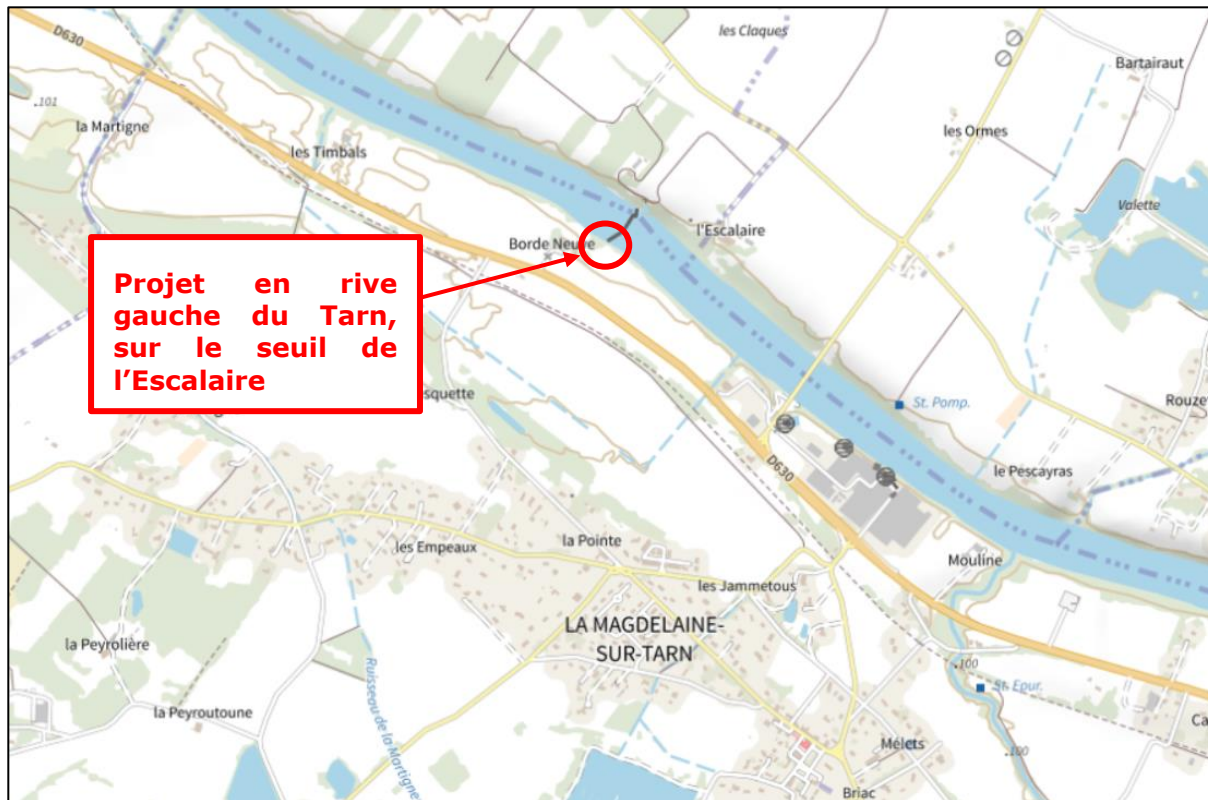 D630
les Claques
Bartairaut
.101
la Martigne
les Ormes
les Timbals
Valette
Borde Neuve
l'Escalaire
Projet en rive
gauche du Tarn,
sur le seuil de
l'Escalaire
squette
St. Pomp.
Rouze
D630
le Pescayras
les Empeaux
la Pointe
Mouline
les Jammetous
LA MAGDELAINE-
SUR-TARN
la Peyrolière
Ruisseau de la Martigne
.100
St. Epur.
la Peyroutoune
Ca
Mélets
.100
Briac